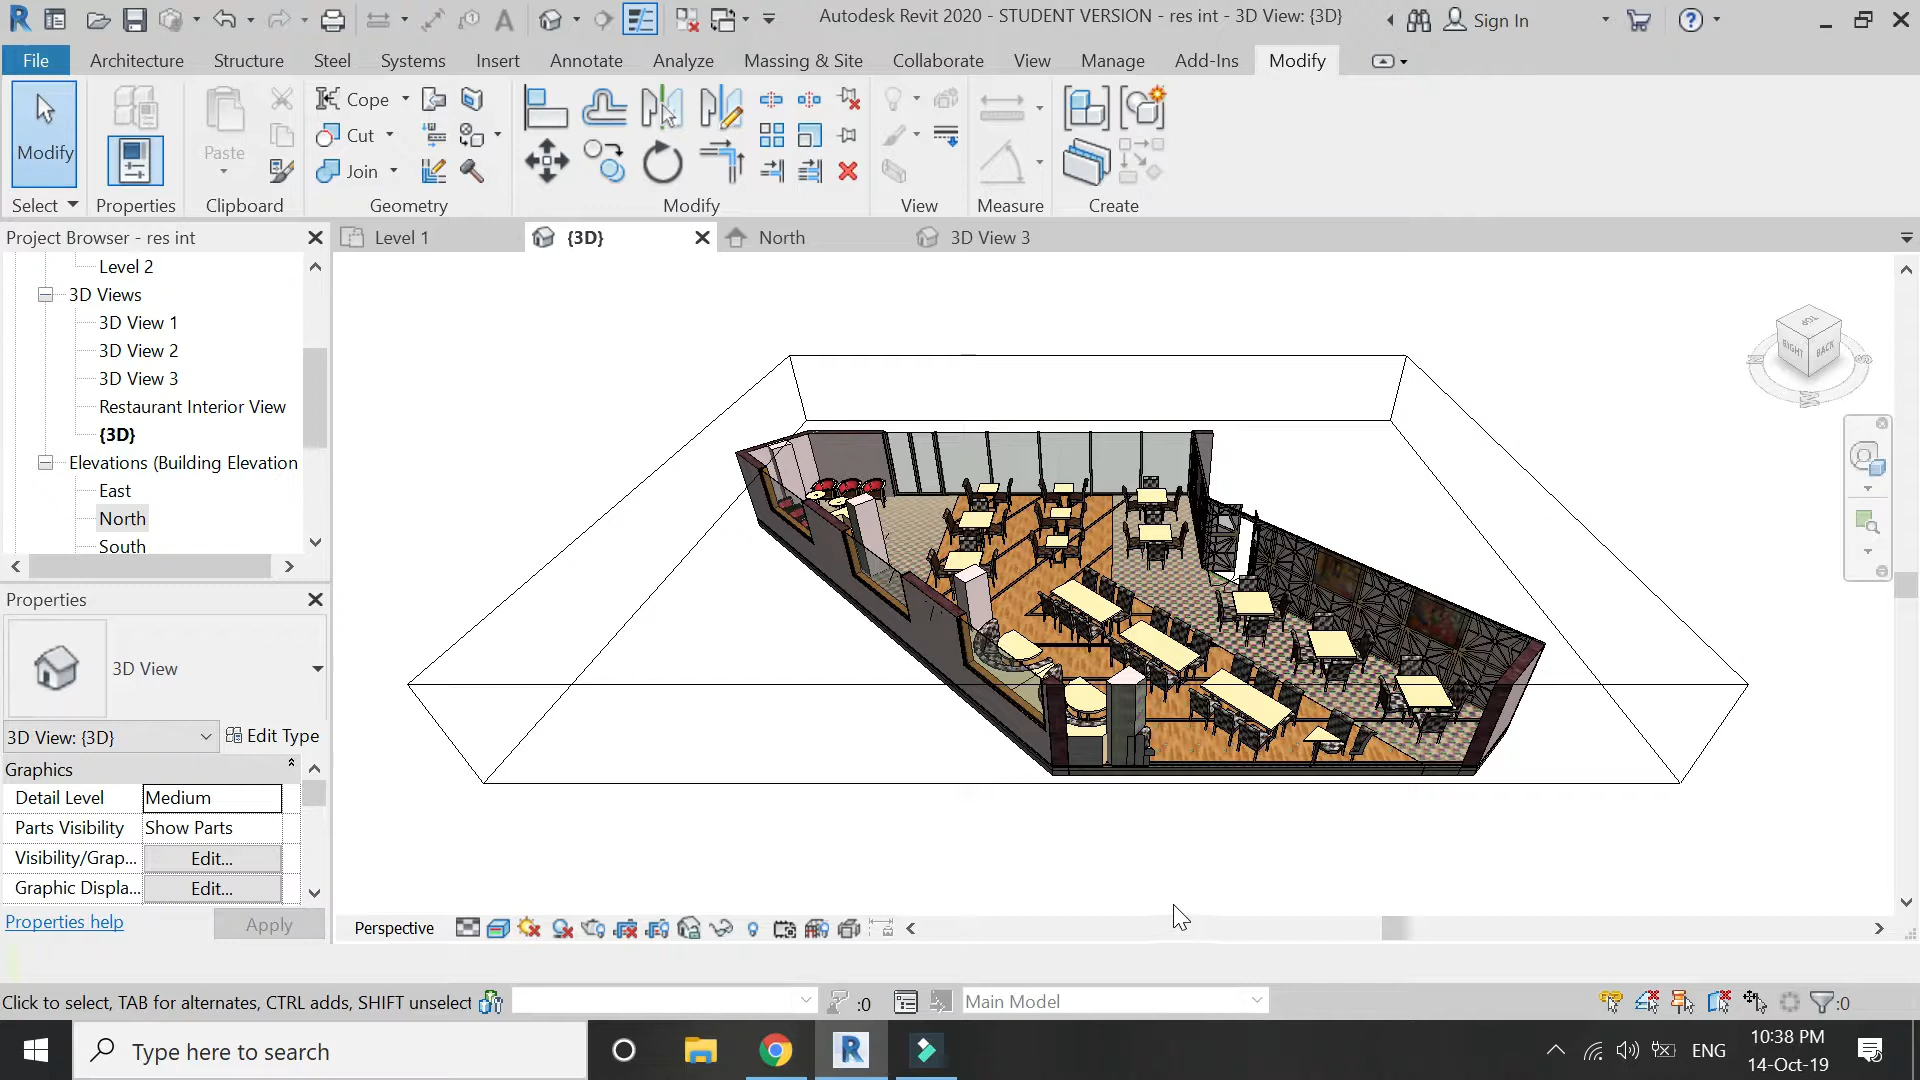 Autodesk Revit 2020 - STUDENT VERSION - res int - 3D View: {3D}
Sign In
File
Architecture
Structure
Steel
Systems
Insert
Annotate
Analyze
Massing & Site
Collaborate
View
Manage
Add-Ins
Modify
Modify
Paste
Cope
Cut
Join
Select
Properties
Clipboard
Geometry
Modify
View
Measure
Create
Project Browser - res int
Level 1
{3D}
North
3D View 3
Level 2
3D Views
3D View 1
3D View 2
3D View 3
Restaurant Interior View
{3D}
Elevations (Building Elevation
East
North
South
TOP
RIGHT
BACK
Properties
3D View
3D View: {3D}
Edit Type
Graphics
Detail Level
Medium
Parts Visibility
Show Parts
Visibility/Grap...
Edit...
Graphic Displa...
Edit...
Properties help
Apply
Perspective
Click to select, TAB for alternates, CTRL adds, SHIFT unselect
:0
Main Model
:0
Type here to search
ENG
10:38 PM
14-Oct-19